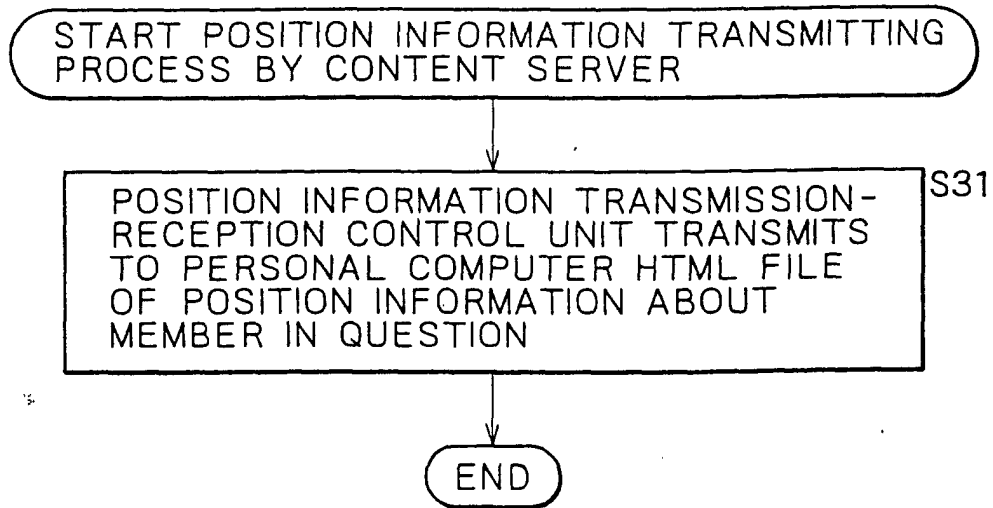 START POSITION INFORMATION TRANSMITTING
PROCESS BY CONTENT SERVER
S31
POSITION INFORMATION TRANSMISSION-
RECEPTION CONTROL UNIT TRANSMITS
TO PERSONAL COMPUTER HTML FILE
OF POSITION INFORMATION ABOUT
MEMBER IN QUESTION
END